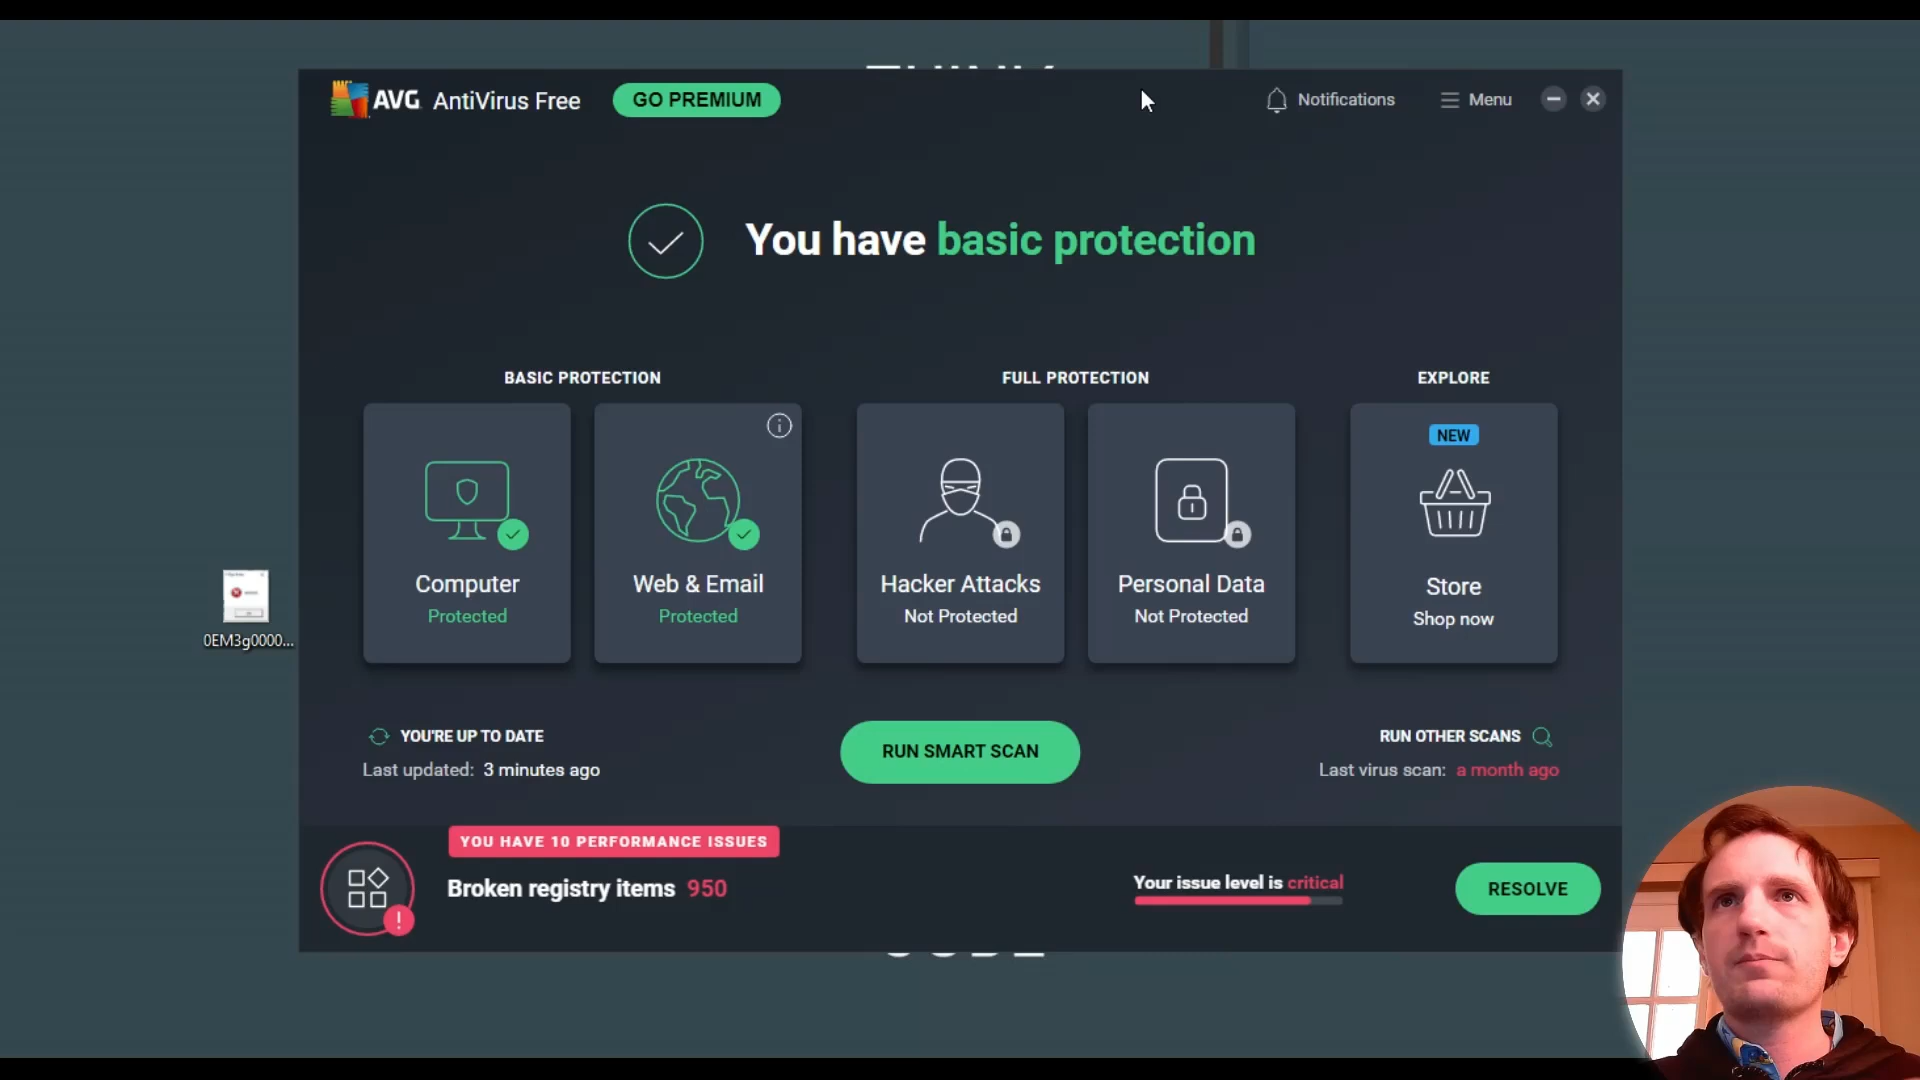 AVG AntiVirus Free
GO PREMIUM
Notifications
Menu
You have basic protection
BASIC PROTECTION
FULL PROTECTION
EXPLORE
NEW
Computer
Protected
Web & Email
Protected
Hacker Attacks
Not Protected
Personal Data
Not Protected
Store
Shop now
0EM3g0000...
YOU'RE UP TO DATE
Last updated: 3 minutes ago
RUN SMART SCAN
RUN OTHER SCANS
Last virus scan: a month ago
YOU HAVE 10 PERFORMANCE ISSUES
Broken registry items 950
Your issue level is critical
RESOLVE